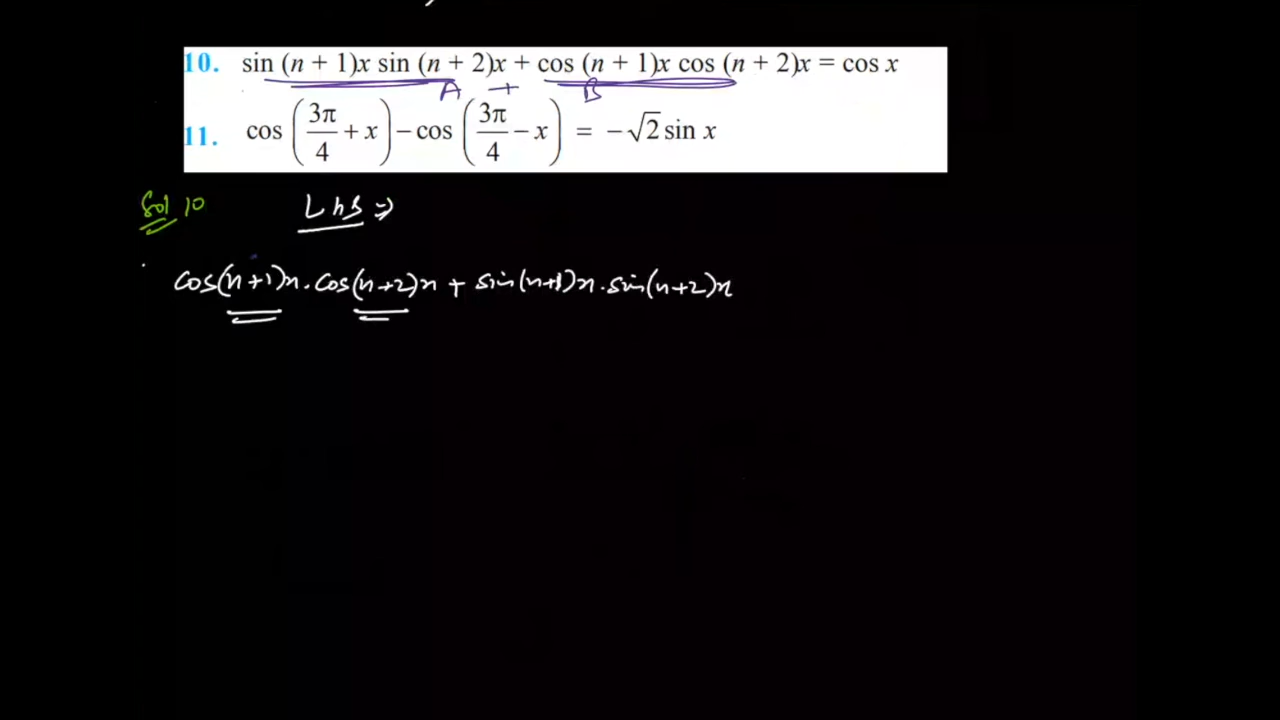 10. sin (n + 1)x sin (n + 2)x + cos (n + 1)x cos (n + 2)x = cos x
A + B
11. cos (3π/4 + x) − cos (3π/4 − x) = −√2 sin x
Sol 10 LhS ⇒
cos(n+1)x . cos(n+2)x + sin(n+1)x . sin(n+2)x